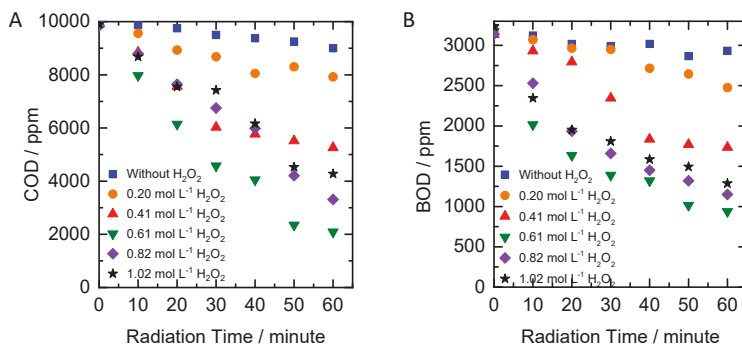 A
COD / ppm
10000
8000
6000
4000
2000
0
Without H₂O₂
0.20 mol L⁻¹ H₂O₂
0.41 mol L⁻¹ H₂O₂
0.61 mol L⁻¹ H₂O₂
0.82 mol L⁻¹ H₂O₂
1.02 mol L⁻¹ H₂O₂
0 10 20 30 40 50 60
Radiation Time / minute
B
BOD / ppm
3000
2500
2000
1500
1000
500
0
Without H₂O₂
0.20 mol L⁻¹ H₂O₂
0.41 mol L⁻¹ H₂O₂
0.61 mol L⁻¹ H₂O₂
0.82 mol L⁻¹ H₂O₂
1.02 mol L⁻¹ H₂O₂
0 10 20 30 40 50 60
Radiation Time / minute